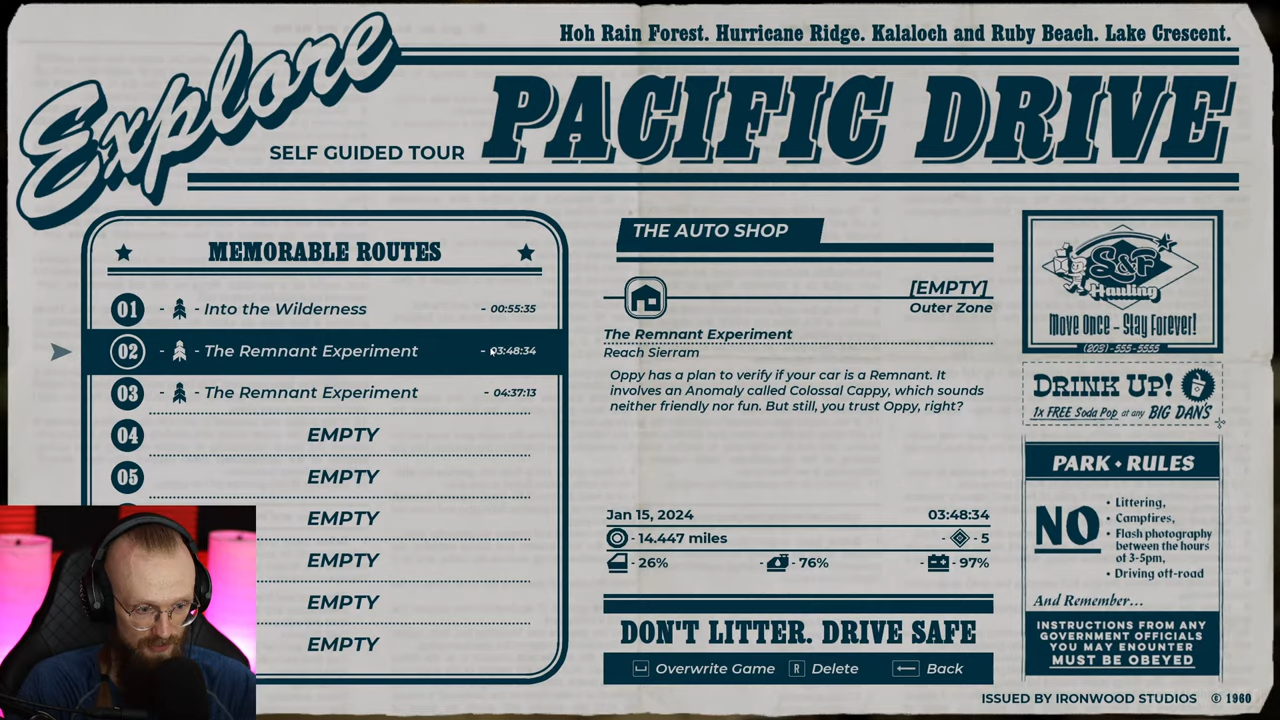 Explore
SELF GUIDED TOUR
Hoh Rain Forest. Hurricane Ridge. Kalaloch and Ruby Beach. Lake Crescent.
PACIFIC DRIVE
MEMORABLE ROUTES
01 - - Into the Wilderness - 00:55:35
02 - - The Remnant Experiment - 03:48:34
03 - - The Remnant Experiment - 04:37:13
04 EMPTY
05 EMPTY
EMPTY
EMPTY
EMPTY
EMPTY
THE AUTO SHOP
[EMPTY]
Outer Zone
The Remnant Experiment
Reach Sierram
Oppy has a plan to verify if your car is a Remnant. It
involves an Anomaly called Colossal Cappy, which sounds
neither friendly nor fun. But still, you trust Oppy, right?
Jan 15, 2024 03:48:34
- 14.447 miles - 5
- 26% - 76% - 97%
DON'T LITTER. DRIVE SAFE
Overwrite Game R Delete Back
S&F
Hauling
Move Once - Stay Forever!
(203)-555-5555
DRINK UP!
1x FREE Soda Pop at any BIG DAN'S
PARK • RULES
NO
• Littering,
• Campfires,
• Flash photography
between the hours
of 3-5pm,
• Driving off-road
And Remember...
INSTRUCTIONS FROM ANY
GOVERNMENT OFFICIALS
YOU MAY ENOUNTER
MUST BE OBEYED
ISSUED BY IRONWOOD STUDIOS © 1960